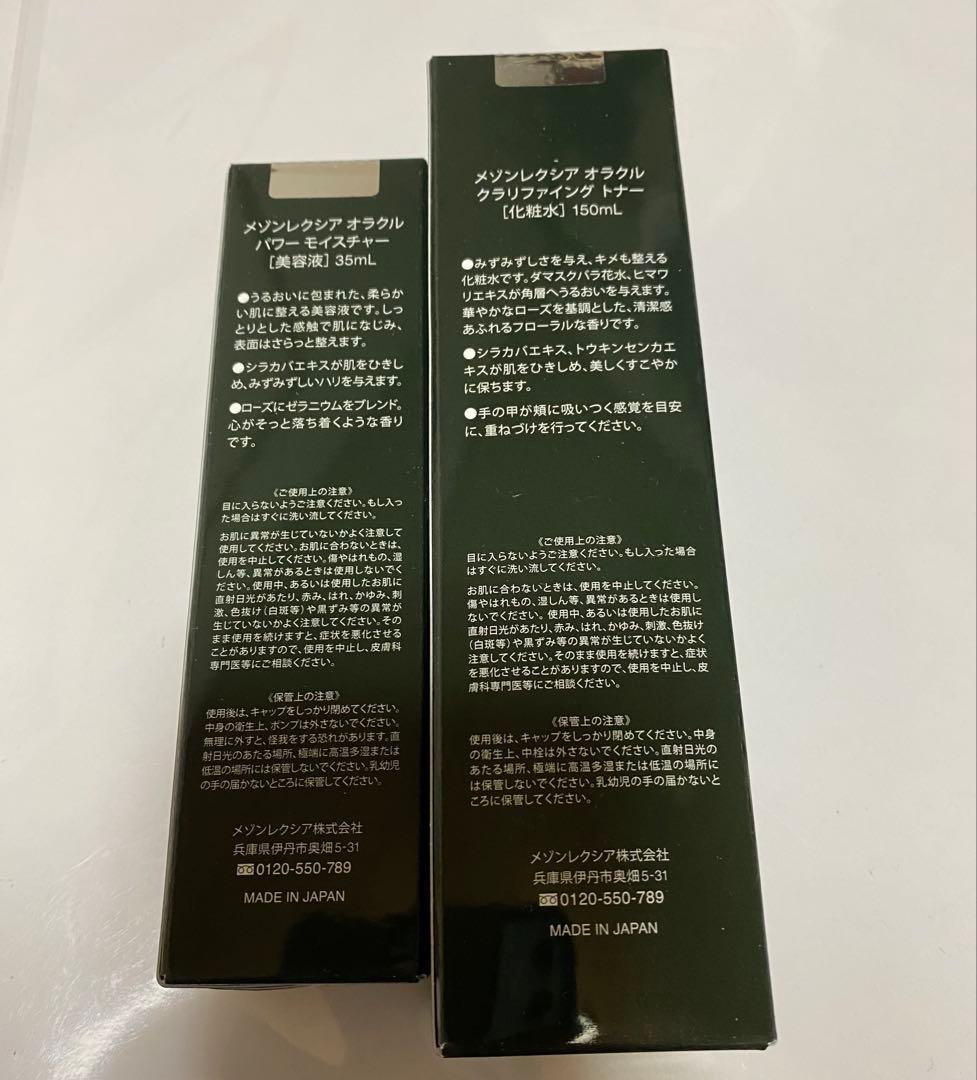 メゾンレクシア オラクル
パワー モイスチャー
[美容液] 35mL
●うるおいに包まれた、柔らか
い肌に整える美容液です。しっ
とりとした感触で肌になじみ、
表面はさらっと整えます。
●シラカバエキスが肌をひきし
め、みずみずしいハリを与えます。
●ローズにゼラニウムをブレンド。
心がそっと落ち着くような香り
です。
《ご使用上の注意》
目に入らないようご注意ください。もし入っ
た場合はすぐに洗い流してください。
お肌に異常が生じていないかよく注意して
使用してください。お肌に合わないときは、
使用を中止してください。傷やはれもの、湿
しん等、異常があるときは使用しないでく
ださい。使用中、あるいは使用したお肌に
直射日光があたり、赤み、はれ、かゆみ、刺
激、色抜け(白斑等)や黒ずみ等の異常が
生じていないかよく注意してください。その
まま使用を続けますと、症状を悪化させる
ことがありますので、使用を中止し、皮膚科
専門医等にご相談ください。
《保管上の注意》
使用後は、キャップをしっかり閉めてください。
中身の衛生上、ポンプは外さないでください。
無理に外すと、怪我をする恐れがあります。直
射日光のあたる場所、極端に高温多湿または
低温の場所には保管しないでください。乳幼児
の手の届かないところに保管してください。
メゾンレクシア株式会社
兵庫県伊丹市奥畑5-31
0120-550-789
MADE IN JAPAN
メゾンレクシア オラクル
クラリファイング トナー
[化粧水] 150mL
●みずみずしさを与え、キメも整える
化粧水です。ダマスクバラ花水、ヒマワ
リエキスが角層へうるおいを与えます。
華やかなローズを基調とした、清潔感
あふれるフローラルな香りです。
●シラカバエキス、トウキンセンカエ
キスが肌をひきしめ、美しくすこやか
に保ちます。
●手の甲が頬に吸いつく感覚を目安
に、重ねづけを行ってください。
《ご使用上の注意》
目に入らないようご注意ください。もし入った場合
はすぐに洗い流してください。
お肌に合わないときは、使用を中止してください。
傷やはれもの、湿しん等、異常があるときは使用し
ないでください。使用中、あるいは使用したお肌に
直射日光があたり、赤み、はれ、かゆみ、刺激、色抜け
(白斑等)や黒ずみ等の異常が生じていないかよく
注意してください。そのまま使用を続けますと、症状
を悪化させることがありますので、使用を中止し、皮
膚科専門医等にご相談ください。
《保管上の注意》
使用後は、キャップをしっかり閉めてください。中身
の衛生上、中栓は外さないでください。直射日光の
あたる場所、極端に高温多湿または低温の場所に
は保管しないでください。乳幼児の手の届かないと
ころに保管してください。
メゾンレクシア株式会社
兵庫県伊丹市奥畑5-31
0120-550-789
MADE IN JAPAN